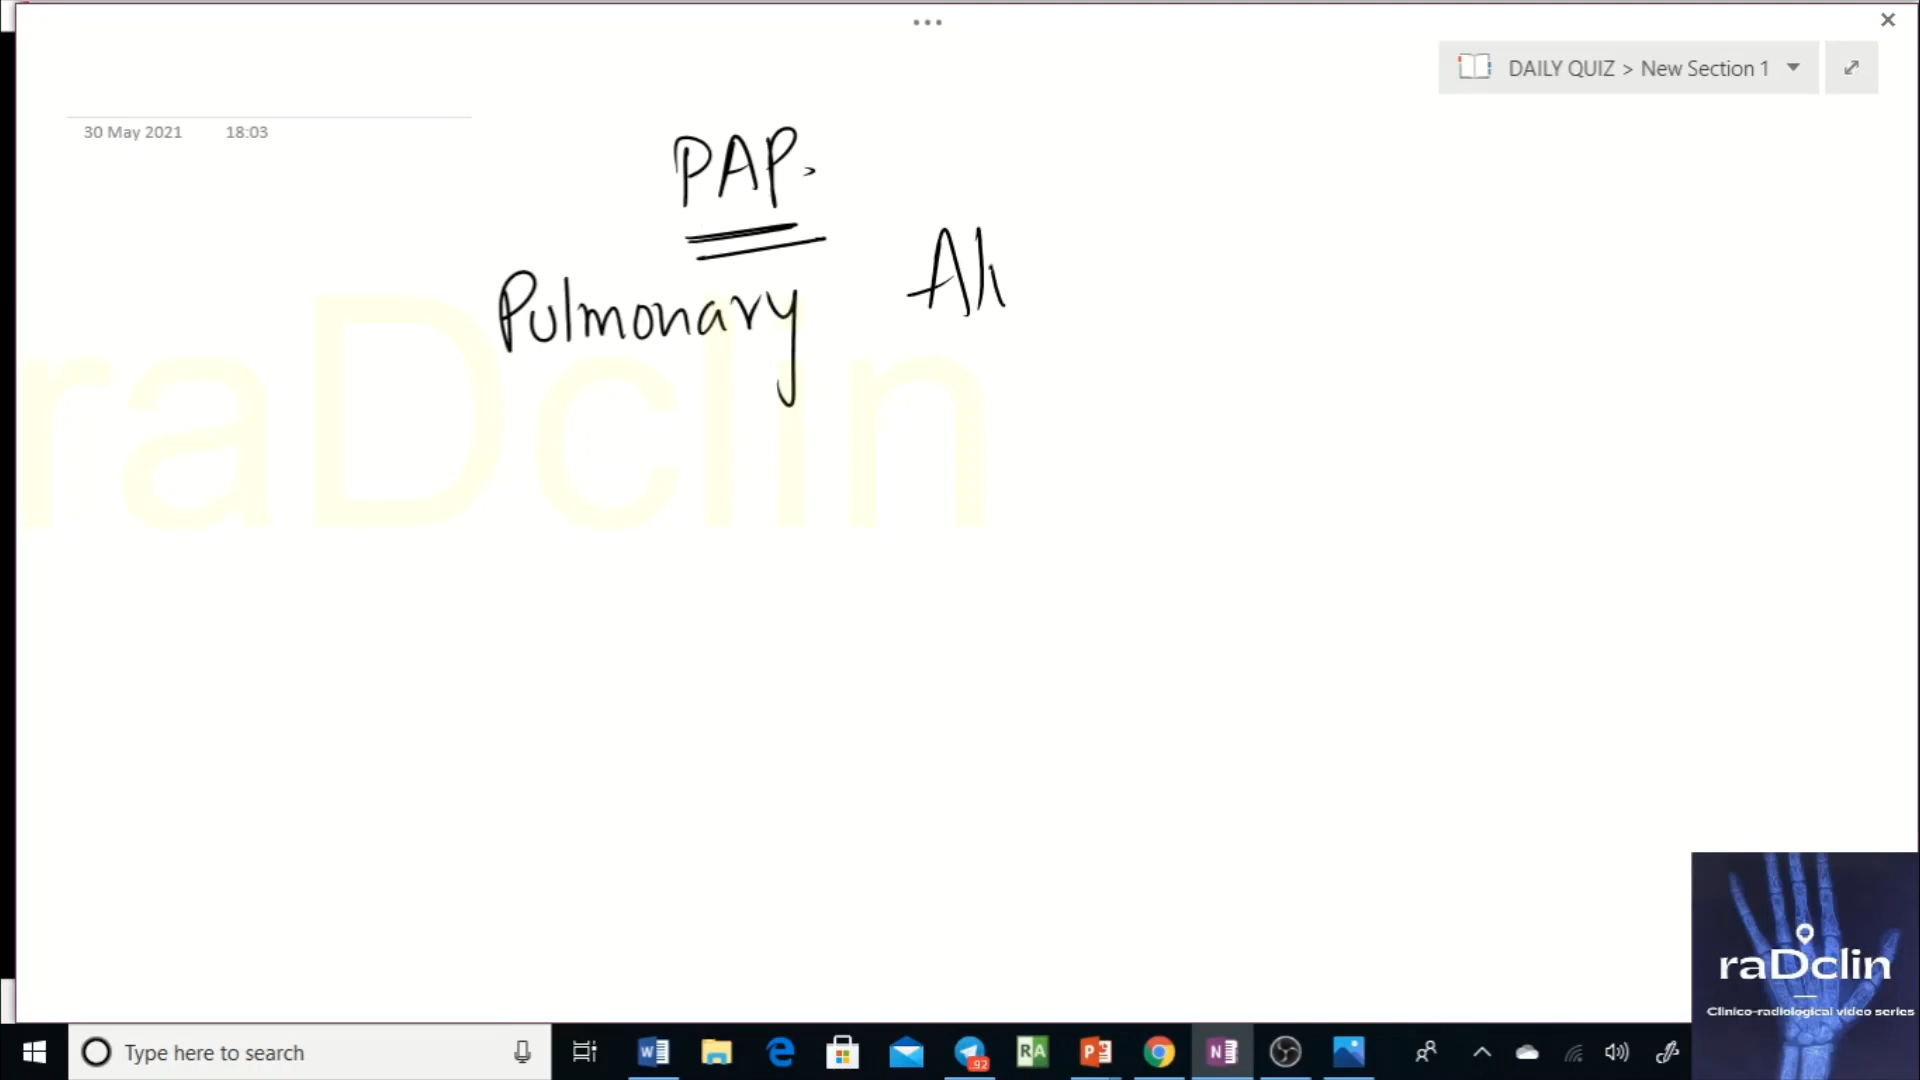 DAILY QUIZ > New Section 1
30 May 2021 18:03
PAP.
Pulmonary Al
raDclin
raDclin
Clinico-radiological video series
Type here to search
92